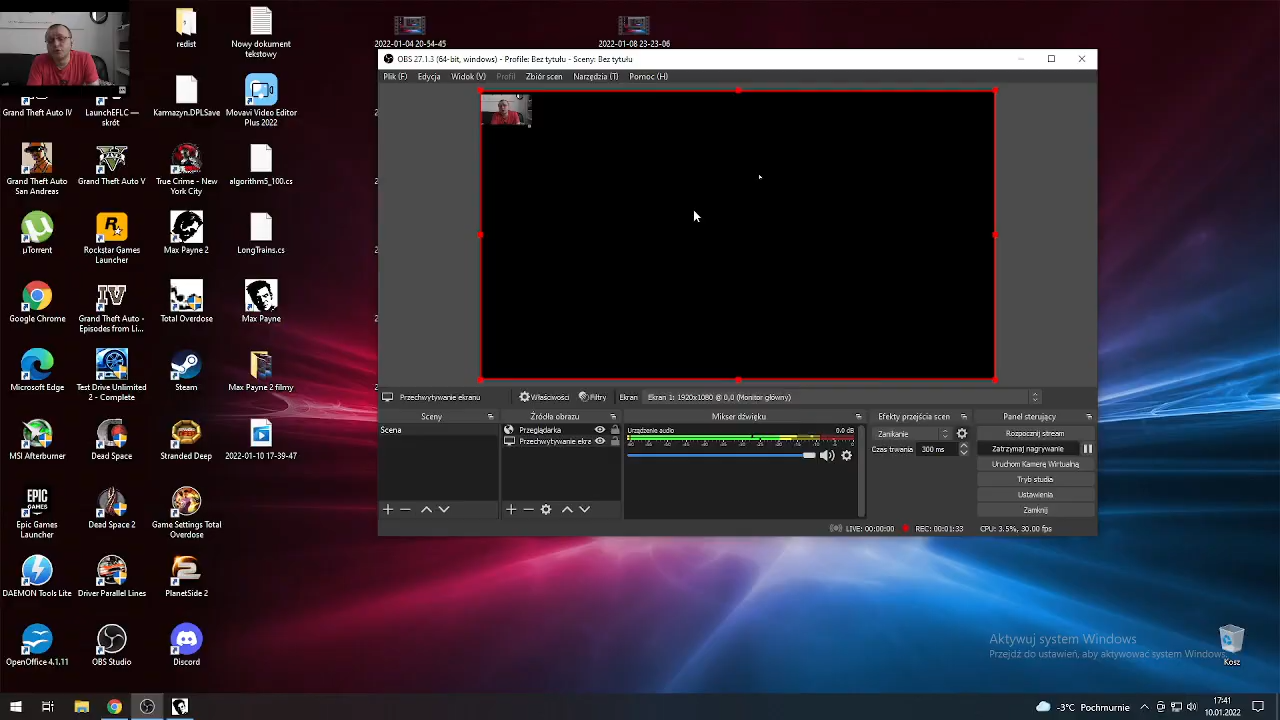 redist
Nowy dokument
tekstowy
2022-01-04 20-54-45
2022-01-08 23-23-06
Grand Theft Auto IV
LaunchEFLC —
skrót
Karmazyn.DPLSave
Movavi Video Editor
Plus 2022
Grand Theft Auto
San Andreas
Grand Theft Auto V
True Crime - New
York City
algorithm5_100.cs
µTorrent
Rockstar Games
Launcher
Max Payne 2
LongTrains.cs
Google Chrome
Grand Theft Auto -
Episodes from Li...
Total Overdose
Max Payne
Microsoft Edge
Test Drive Unlimited
2 - Complete
Steam
Max Payne 2 filmy
MSI Afterburner
Dead Space
Stranded Deep
2022-01-10 17-39-47
Epic Games
Launcher
Dead Space 2
Game Settings Total
Overdose
DAEMON Tools Lite
Driver Parallel Lines
PlanetSide 2
OpenOffice 4.1.11
OBS Studio
Discord
OBS 27.1.3 (64-bit, windows) - Profile: Bez tytułu - Sceny: Bez tytułu
Plik (F) Edycja Widok (V) Profil Zbiór scen Narzędzia (T) Pomoc (H)
Przechwytywanie ekranu Właściwości Filtry Ekran Ekran 1: 1920x1080 @ 0,0 (Monitor główny)
Sceny Źródła obrazu Mikser dźwięku Efekty przejścia scen Panel sterujący
Scena
Przeglądarka
Przechwytywanie ekra
Urządzenie audio 0.0 dB
Zanikanie
Czas trwania 300 ms
Rozpocznij stream
Zatrzymaj nagrywanie
Uruchom Kamerę Wirtualną
Tryb studia
Ustawienia
Zamknij
LIVE: 00:00:00 REC: 00:01:33 CPU: 3.5%, 30.00 fps
Aktywuj system Windows
Przejdź do ustawień, aby aktywować system Windows.
Kosz
-3°C Pochmurnie
17:41
10.01.2022